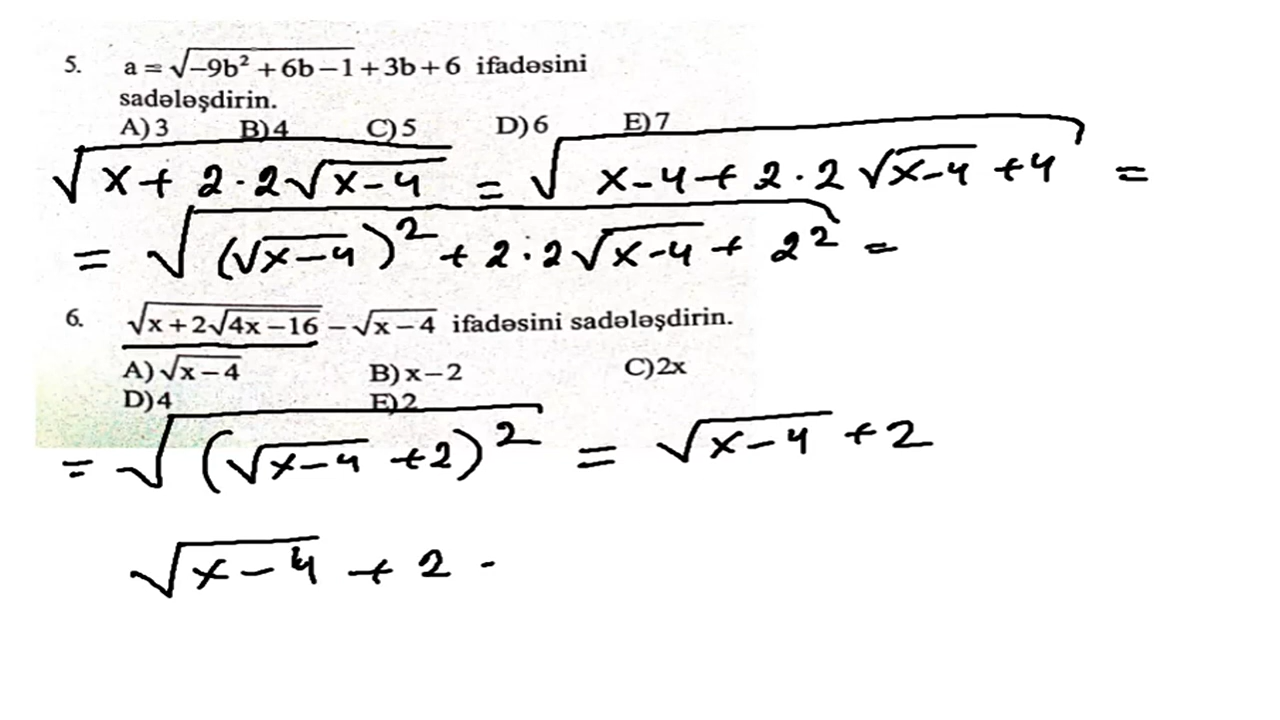 5. a = √(-9b² + 6b - 1) + 3b + 6 ifadəsini
sadələşdirin.
A) 3 B) 4 C) 5 D) 6 E) 7
√(x + 2·2√(x-4)) = √(x-4 + 2·2√(x-4) + 4) =
= √((√(x-4))² + 2·2√(x-4) + 2²) =
6. √(x + 2√(4x - 16)) - √(x - 4) ifadəsini sadələşdirin.
A) √(x - 4) B) x - 2 C) 2x
D) 4 E) 2
= √((√(x-4) + 2)²) = √(x-4) + 2
√(x-4) + 2 -